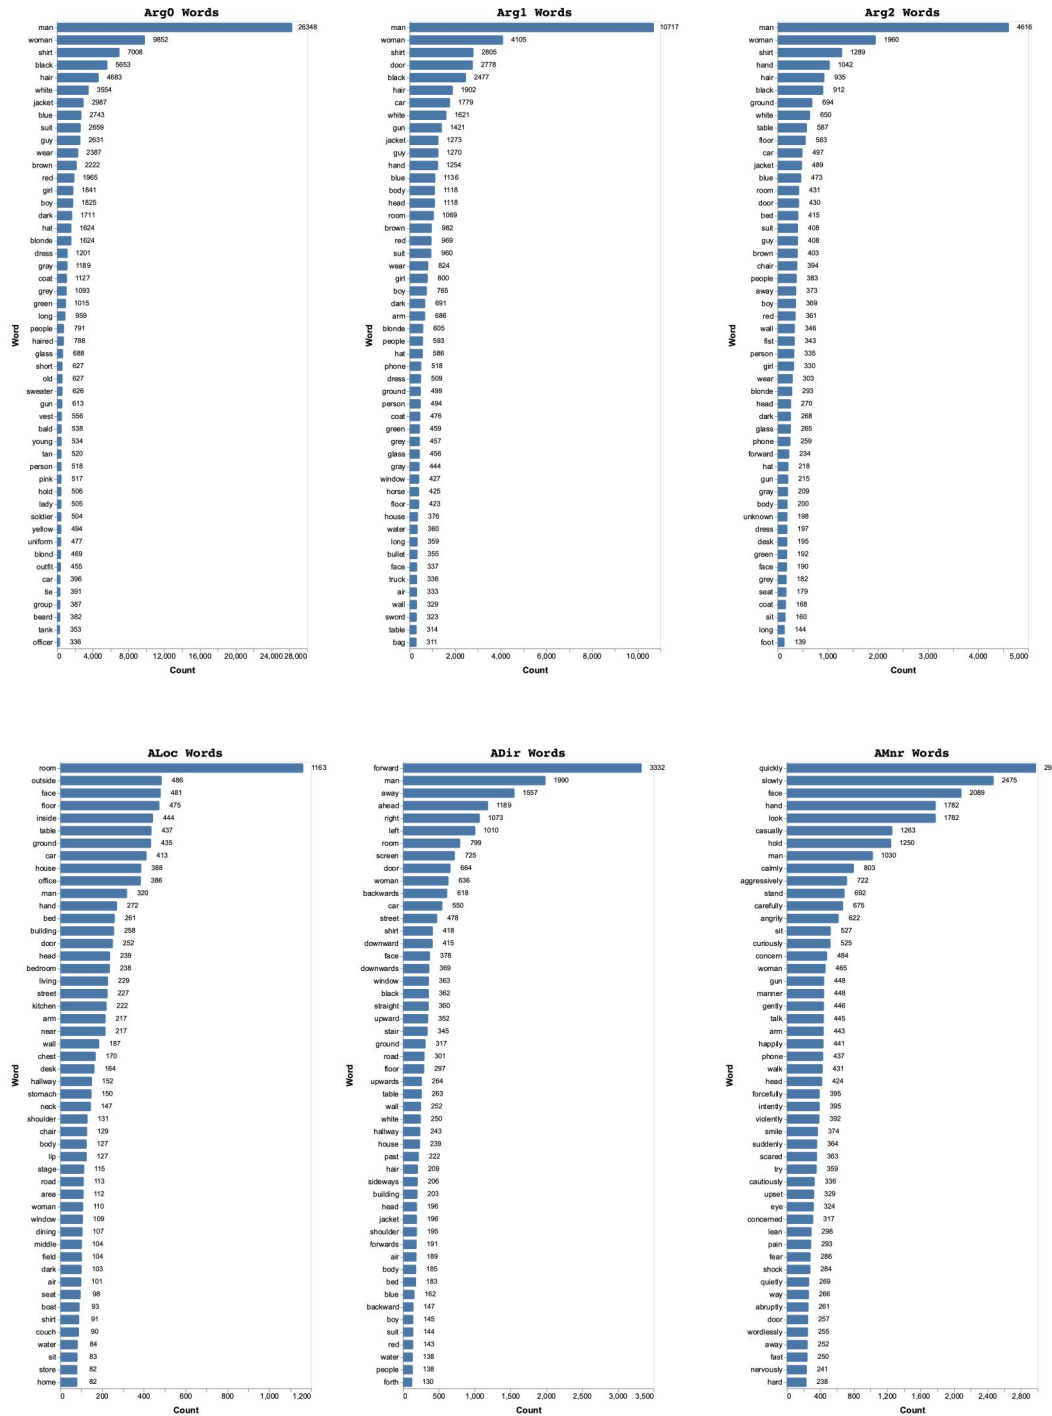 Arg0 Words
man 26348
woman 9852
shirt 7008
black 5653
hair 4683
white 3554
jacket 2987
blue 2743
suit 2659
guy 2631
wear 2387
brown 2222
red 1965
girl 1841
boy 1825
dark 1711
hat 1624
blonde 1624
dress 1201
gray 1189
coat 1127
grey 1093
green 1015
long 959
people 791
haired 788
glass 688
short 627
old 627
sweater 626
gun 613
vest 556
bald 538
young 534
tan 520
person 518
pink 517
hold 506
lady 505
soldier 504
yellow 494
uniform 477
blond 469
outfit 455
car 396
tie 391
group 387
beard 382
tank 353
officer 336
Word
0 4,000 8,000 12,000 16,000 20,000 24,000 28,000
Count
Arg1 Words
man 10717
woman 4105
shirt 2805
door 2778
black 2477
hair 1902
car 1779
white 1621
gun 1421
jacket 1273
guy 1270
hand 1254
blue 1136
body 1118
head 1118
room 1069
brown 982
red 969
suit 960
wear 824
girl 800
boy 765
dark 691
arm 686
blonde 605
people 593
hat 586
phone 518
dress 509
ground 499
person 494
coat 476
green 459
grey 457
glass 456
gray 444
window 427
horse 425
floor 423
house 376
water 360
long 359
bullet 355
face 337
truck 336
air 333
wall 329
sword 323
table 314
bag 311
Word
0 2,000 4,000 6,000 8,000 10,000
Count
Arg2 Words
man 4616
woman 1960
shirt 1289
hand 1042
hair 935
black 912
ground 694
white 650
table 587
floor 563
car 497
jacket 489
blue 473
room 431
door 430
bed 415
suit 408
guy 408
brown 403
chair 394
people 383
away 373
boy 369
red 361
wall 346
fist 343
person 335
girl 330
wear 303
blonde 293
head 270
dark 268
glass 265
phone 259
forward 234
hat 218
gun 215
gray 209
body 200
unknown 198
dress 197
desk 195
green 192
face 190
grey 182
seat 179
coat 168
sit 160
long 144
foot 139
Word
0 1,000 2,000 3,000 4,000 5,000
Count
ALoc Words
room 1163
outside 486
face 481
floor 475
inside 444
table 437
ground 435
car 413
house 388
office 386
man 320
hand 272
bed 261
building 258
door 252
head 239
bedroom 238
living 229
street 227
kitchen 222
arm 217
near 217
wall 187
chest 170
desk 164
hallway 152
stomach 150
neck 147
shoulder 131
chair 129
body 127
lip 127
stage 115
road 113
area 112
woman 110
window 109
dining 107
middle 104
field 104
dark 103
air 101
seat 98
boat 93
shirt 91
couch 90
water 84
sit 83
store 82
home 82
Word
0 200 400 600 800 1,000 1,200
Count
ADir Words
forward 3332
man 1990
away 1557
ahead 1189
right 1073
left 1010
room 799
screen 725
door 664
woman 636
backwards 618
car 550
street 478
shirt 418
downward 415
face 378
downwards 369
window 363
black 362
straight 360
upward 352
stair 345
ground 317
road 301
floor 297
upwards 264
table 263
wall 252
white 250
hallway 243
house 239
past 222
hair 209
sideways 206
building 203
head 196
jacket 196
shoulder 195
forwards 191
air 189
body 185
bed 183
blue 162
backward 147
boy 145
suit 144
red 143
water 138
people 138
forth 130
Word
0 500 1,000 1,500 2,000 2,500 3,000 3,500
Count
AMnr Words
quickly 29
slowly 2475
face 2089
hand 1782
look 1782
casually 1263
hold 1250
man 1030
calmly 803
aggressively 722
stand 692
carefully 675
angrily 622
sit 527
curiously 525
concern 484
woman 465
gun 448
manner 448
gently 446
talk 445
arm 443
happily 441
phone 437
walk 431
head 424
forcefully 395
intently 395
violently 392
smile 374
suddenly 364
scared 363
try 359
cautiously 336
upset 329
eye 324
concerned 317
lean 298
pain 293
fear 286
shock 284
quietly 269
way 266
abruptly 261
door 257
wordlessly 255
away 252
fast 250
nervously 241
hard 238
Word
0 400 800 1,200 1,600 2,000 2,400 2,800
Count